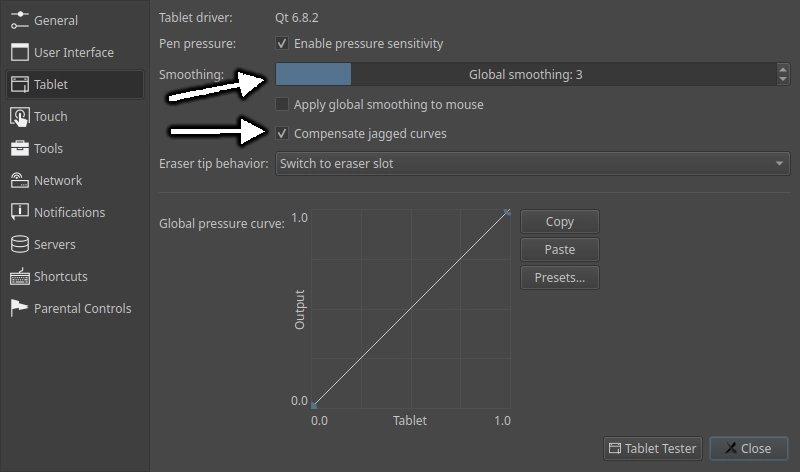 General
User Interface
Tablet
Touch
Tools
Network
Notifications
Servers
Shortcuts
Parental Controls
Tablet driver: Qt 6.8.2
Pen pressure: Enable pressure sensitivity
Smoothing: Global smoothing: 3
Apply global smoothing to mouse
Compensate jagged curves
Eraser tip behavior: Switch to eraser slot
Global pressure curve: 1.0
Output
0.0
0.0 Tablet 1.0
Copy
Paste
Presets...
Tablet Tester Close